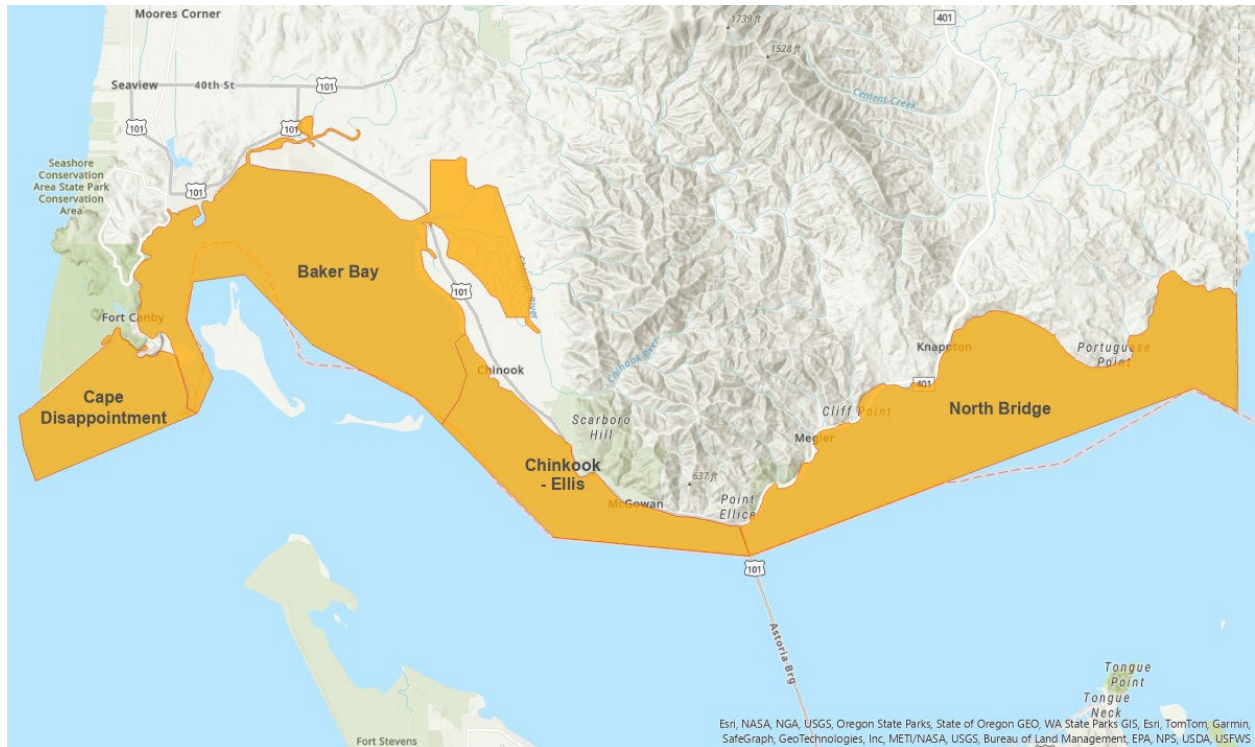 Moores Corner
1739 ft
401
1528 ft
Seaview
40th St
101
101
101
Cement Creek
Seashore
Conservation
Area State Park
Conservation
Area
101
Baker Bay
Chinook River
101
Fort Canby
Chinook River
Knappton
Portuguese
Point
Chinook
401
Cape
Disappointment
Scarboro
Hill
Cliff Point
North Bridge
Megler
Chinkook
- Ellis
637 ft
McGowan
Point
Ellice
101
Astoria Brg
Tongue
Point
Tongue
Neck
Fort Stevens
Esri, NASA, NGA, USGS, Oregon State Parks, State of Oregon GEO, WA State Parks GIS, Esri, TomTom, Garmin,
SafeGraph, GeoTechnologies, Inc, METI/NASA, USGS, Bureau of Land Management, EPA, NPS, USDA, USFWS